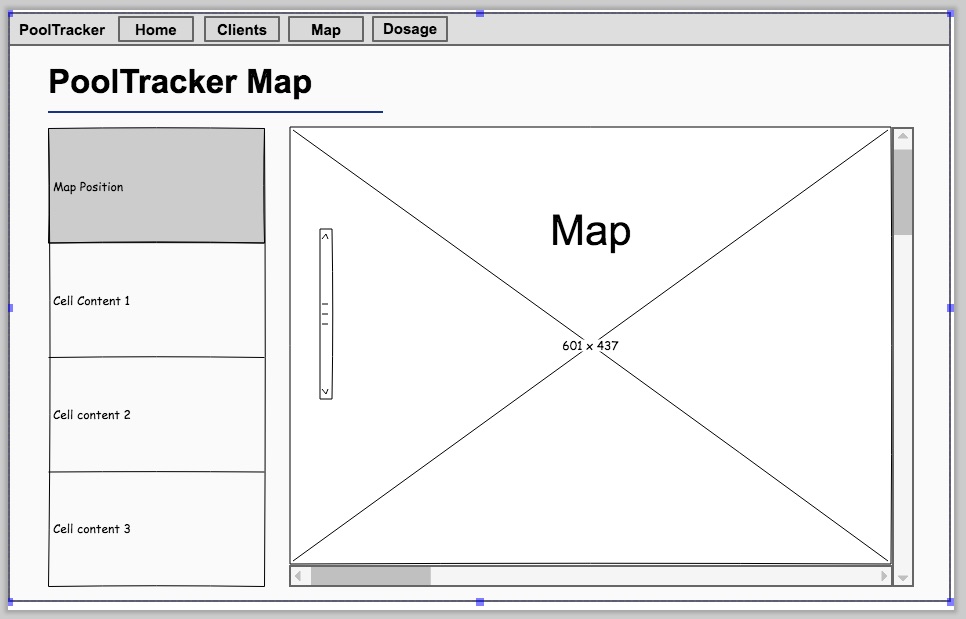 PoolTracker Home Clients Map Dosage
PoolTracker Map
Map Position
Cell Content 1
Cell content 2
Cell content 3
Map
601 x 437